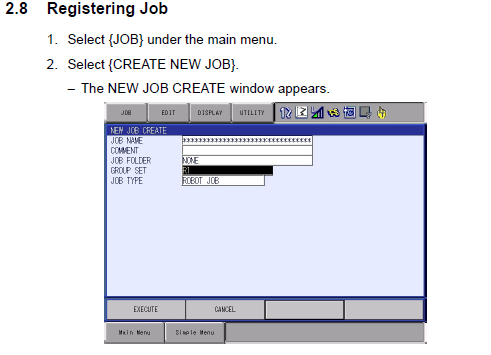 2.8 Registering Job
1. Select {JOB} under the main menu.
2. Select {CREATE NEW JOB}.
– The NEW JOB CREATE window appears.
JOB EDIT DISPLAY UTILITY
NEW JOB CREATE
JOB NAME ********************************
COMMENT
JOB FOLDER NONE
GROUP SET R1
JOB TYPE ROBOT JOB
EXECUTE CANCEL
Main Menu Simple Menu